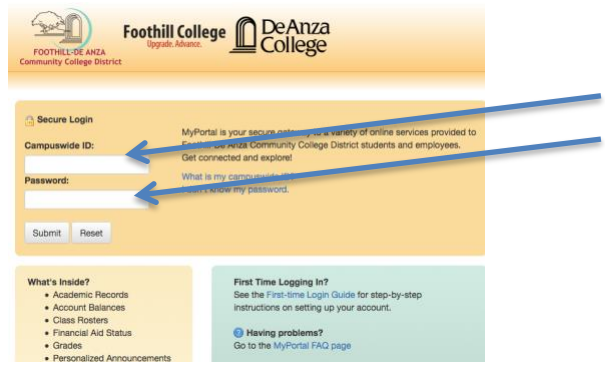 FOOTHILL-DE ANZA
Community College District
Foothill College
Upgrade. Advance.
De Anza
College
Secure Login
Campuswide ID:
Password:
Submit Reset
MyPortal is your secure gateway to a variety of online services provided to
Foothill-De Anza Community College District students and employees.
Get connected and explore!
What is my campuswide ID?
I don't know my password.
What's Inside?
• Academic Records
• Account Balances
• Class Rosters
• Financial Aid Status
• Grades
• Personalized Announcements
First Time Logging In?
See the First-time Login Guide for step-by-step
instructions on setting up your account.
Having problems?
Go to the MyPortal FAQ page